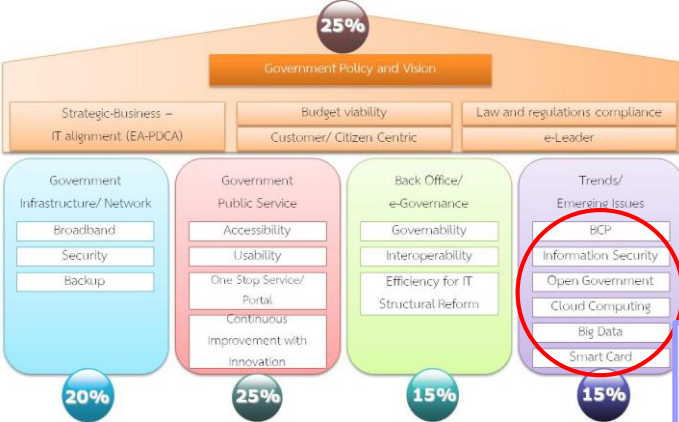 25%
Government Policy and Vision
Strategic-Business –
IT alignment (EA-PDCA)
Budget viability
Customer/ Citizen Centric
Law and regulations compliance
e-Leader
Government
Infrastructure/ Network
Broadband
Security
Backup
20%
Government
Public Service
Accessibility
Usability
One Stop Service/
Portal
Continuous
Improvement with
Innovation
25%
Back Office/
e-Governance
Governability
Interoperability
Efficiency for IT
Structural Reform
15%
Trends/
Emerging Issues
BCP
Information Security
Open Government
Cloud Computing
Big Data
Smart Card
15%